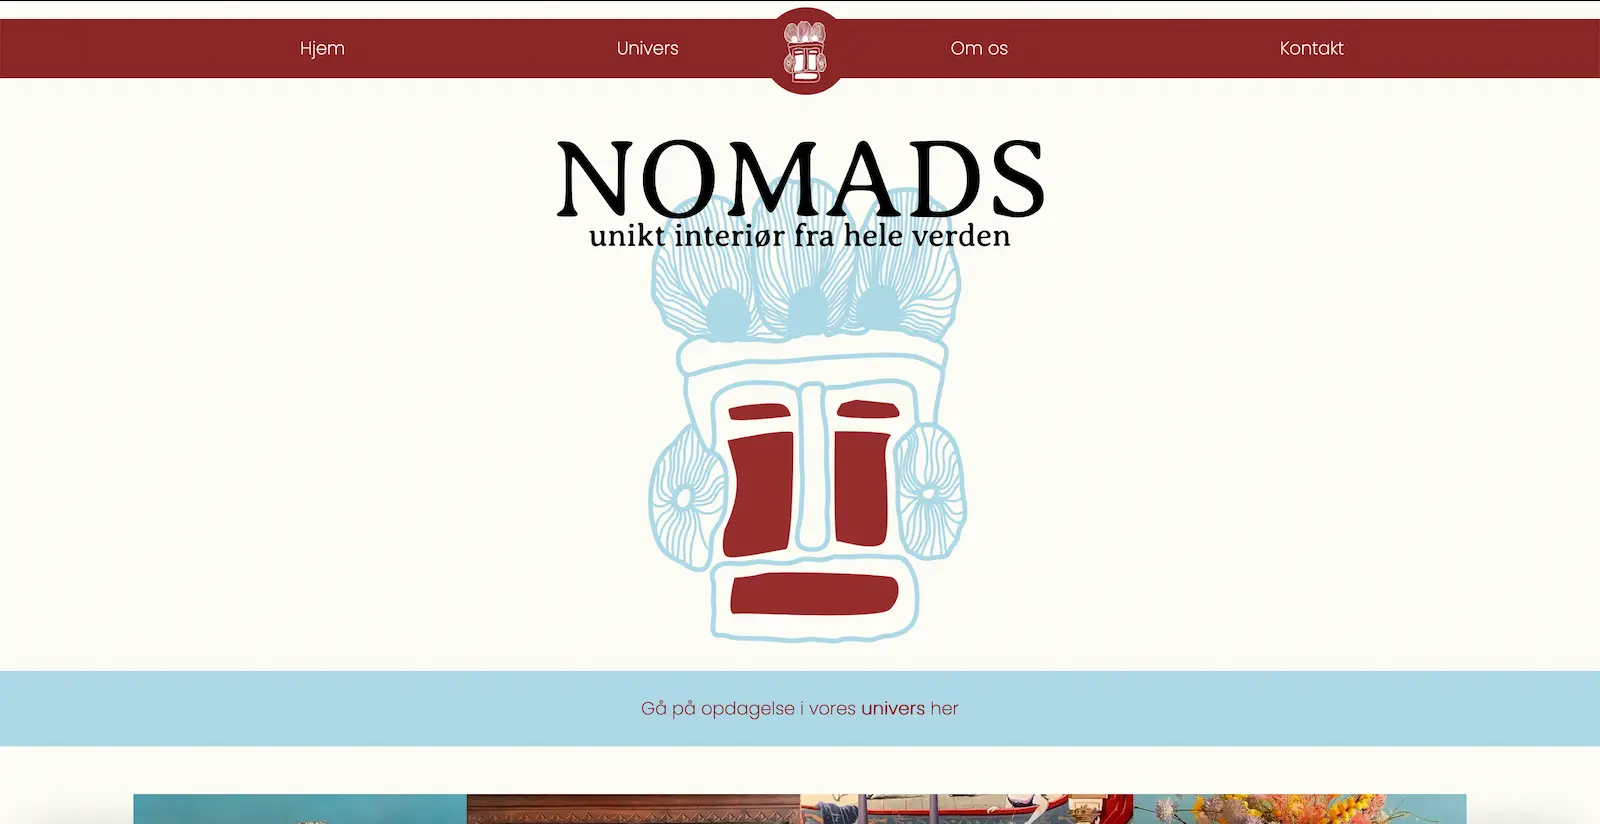 Hjem Univers Om os Kontakt
NOMADS
unikt interiør fra hele verden
Gå på opdagelse i vores univers her